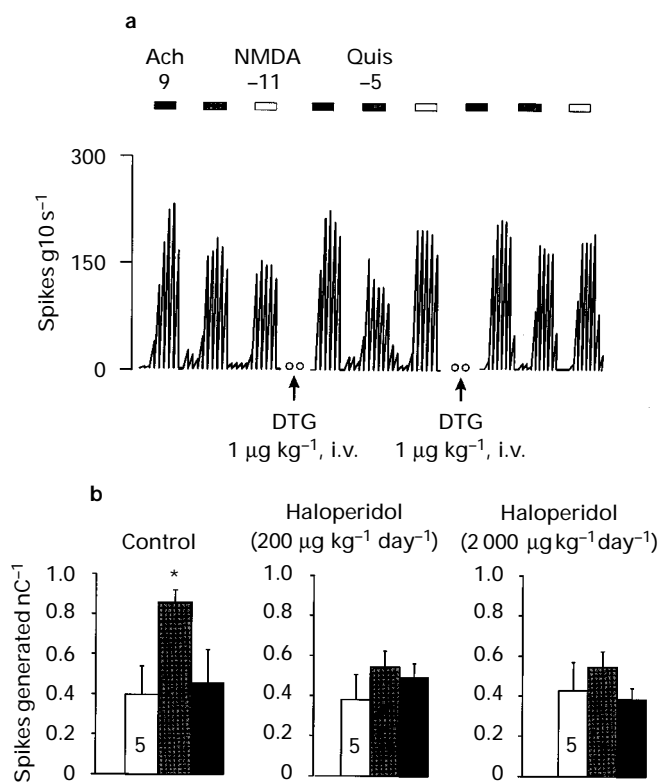 a
Ach NMDA Quis
9 –11 –5
300
150
0
Spikes g10 s⁻¹
DTG DTG
1 µg kg⁻¹, i.v. 1 µg kg⁻¹, i.v.
b
Control
Haloperidol
(200 µg kg⁻¹ day⁻¹)
Haloperidol
(2 000 µg kg⁻¹ day⁻¹)
Spikes generated nC⁻¹
1.0 1.0 1.0
*
0.8 0.8 0.8
0.6 0.6 0.6
0.4 0.4 0.4
0.2 0.2 0.2
5 5 5
0 0 0